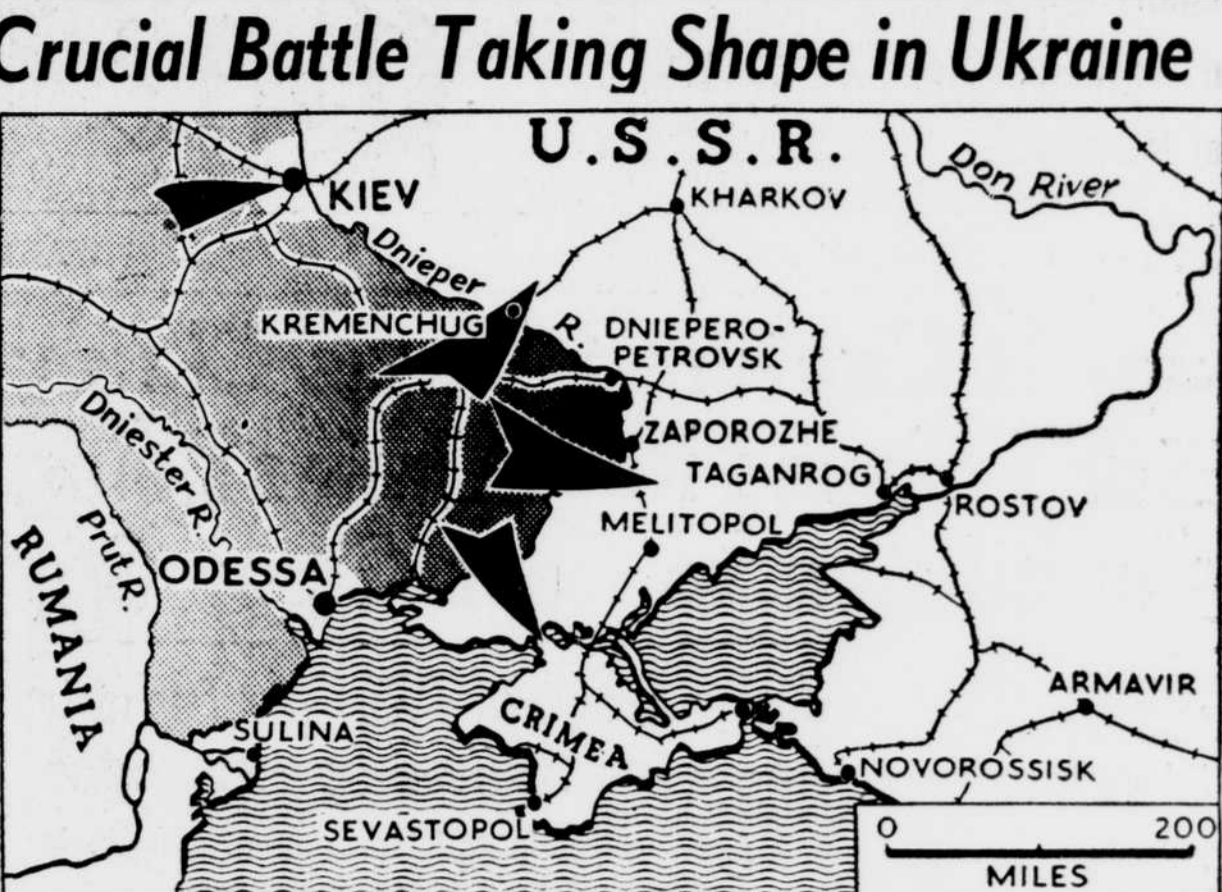 Crucial Battle Taking Shape in Ukraine
U.S.S.R.
Don River
KIEV
KHARKOV
Dnieper
R.
KREMENCHUG
DNIEPERO-
PETROVSK
Dniester R.
ZAPOROZHE
TAGANROG
ROSTOV
Prut R.
MELITOPOL
RUMANIA
ODESSA
ARMAVIR
CRIMEA
SULINA
NOVOROSSISK
SEVASTOPOL
0 200
MILES